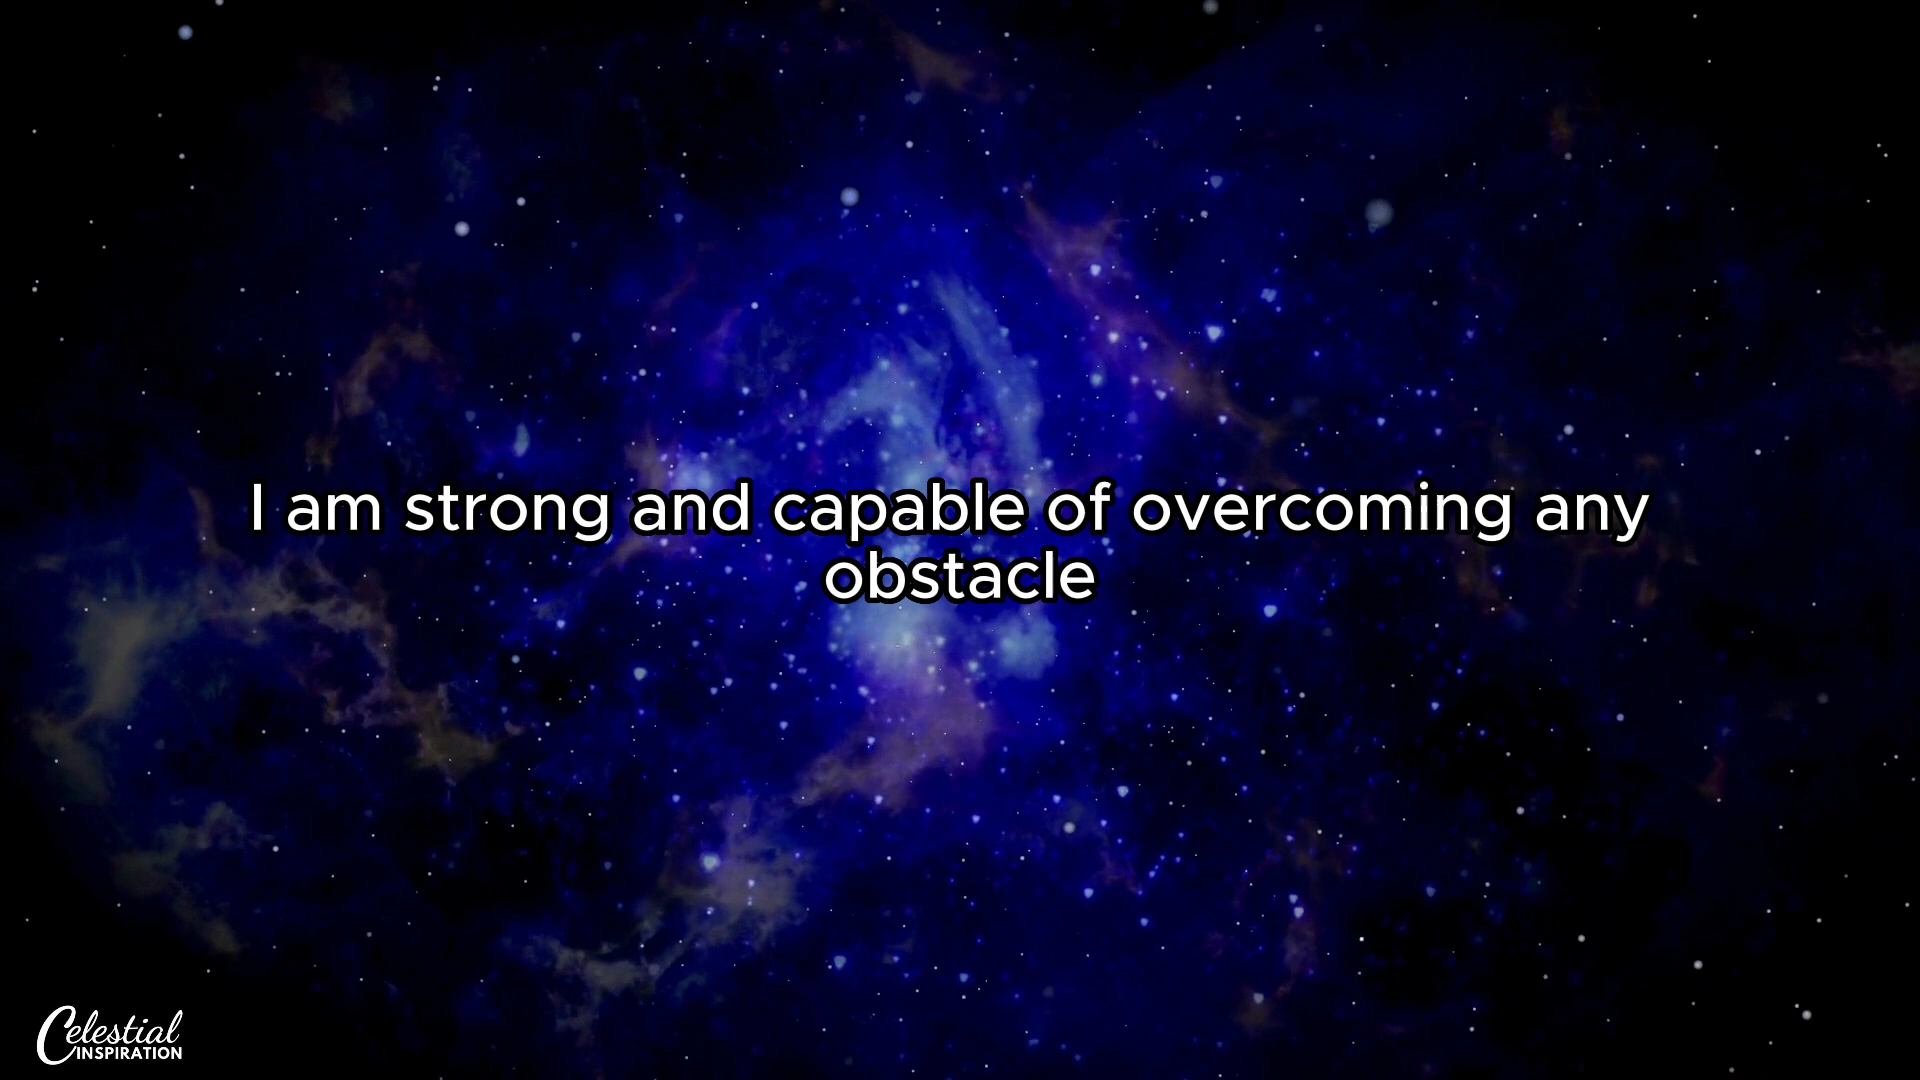 I am strong and capable of overcoming any
obstacle
Celestial
INSPIRATION